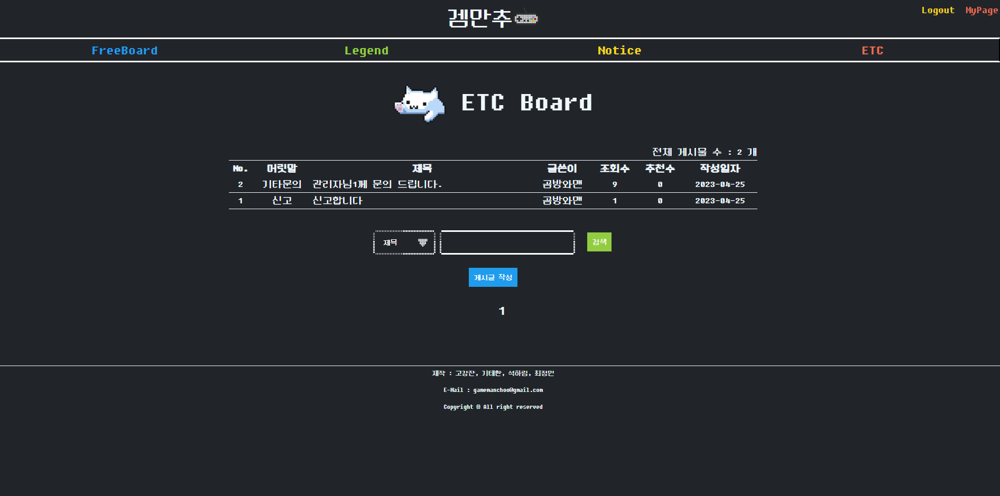 겜만추
Logout MyPage
FreeBoard Legend Notice ETC
ETC Board
전체 게시물 수 : 2 개
No. 머릿말 제목 글쓴이 조회수 추천수 작성일자
2 기타문의 관리자님1께 문의 드립니다. 곰방와맨 9 0 2023-04-25
1 신고 신고합니다 곰방와맨 1 0 2023-04-25
제목 검색
게시글 작성
1
제작 : 고강찬, 기태환, 석하림, 최정민
E-Mail : gamemanchoo@gmail.com
Copyright © All right reserved